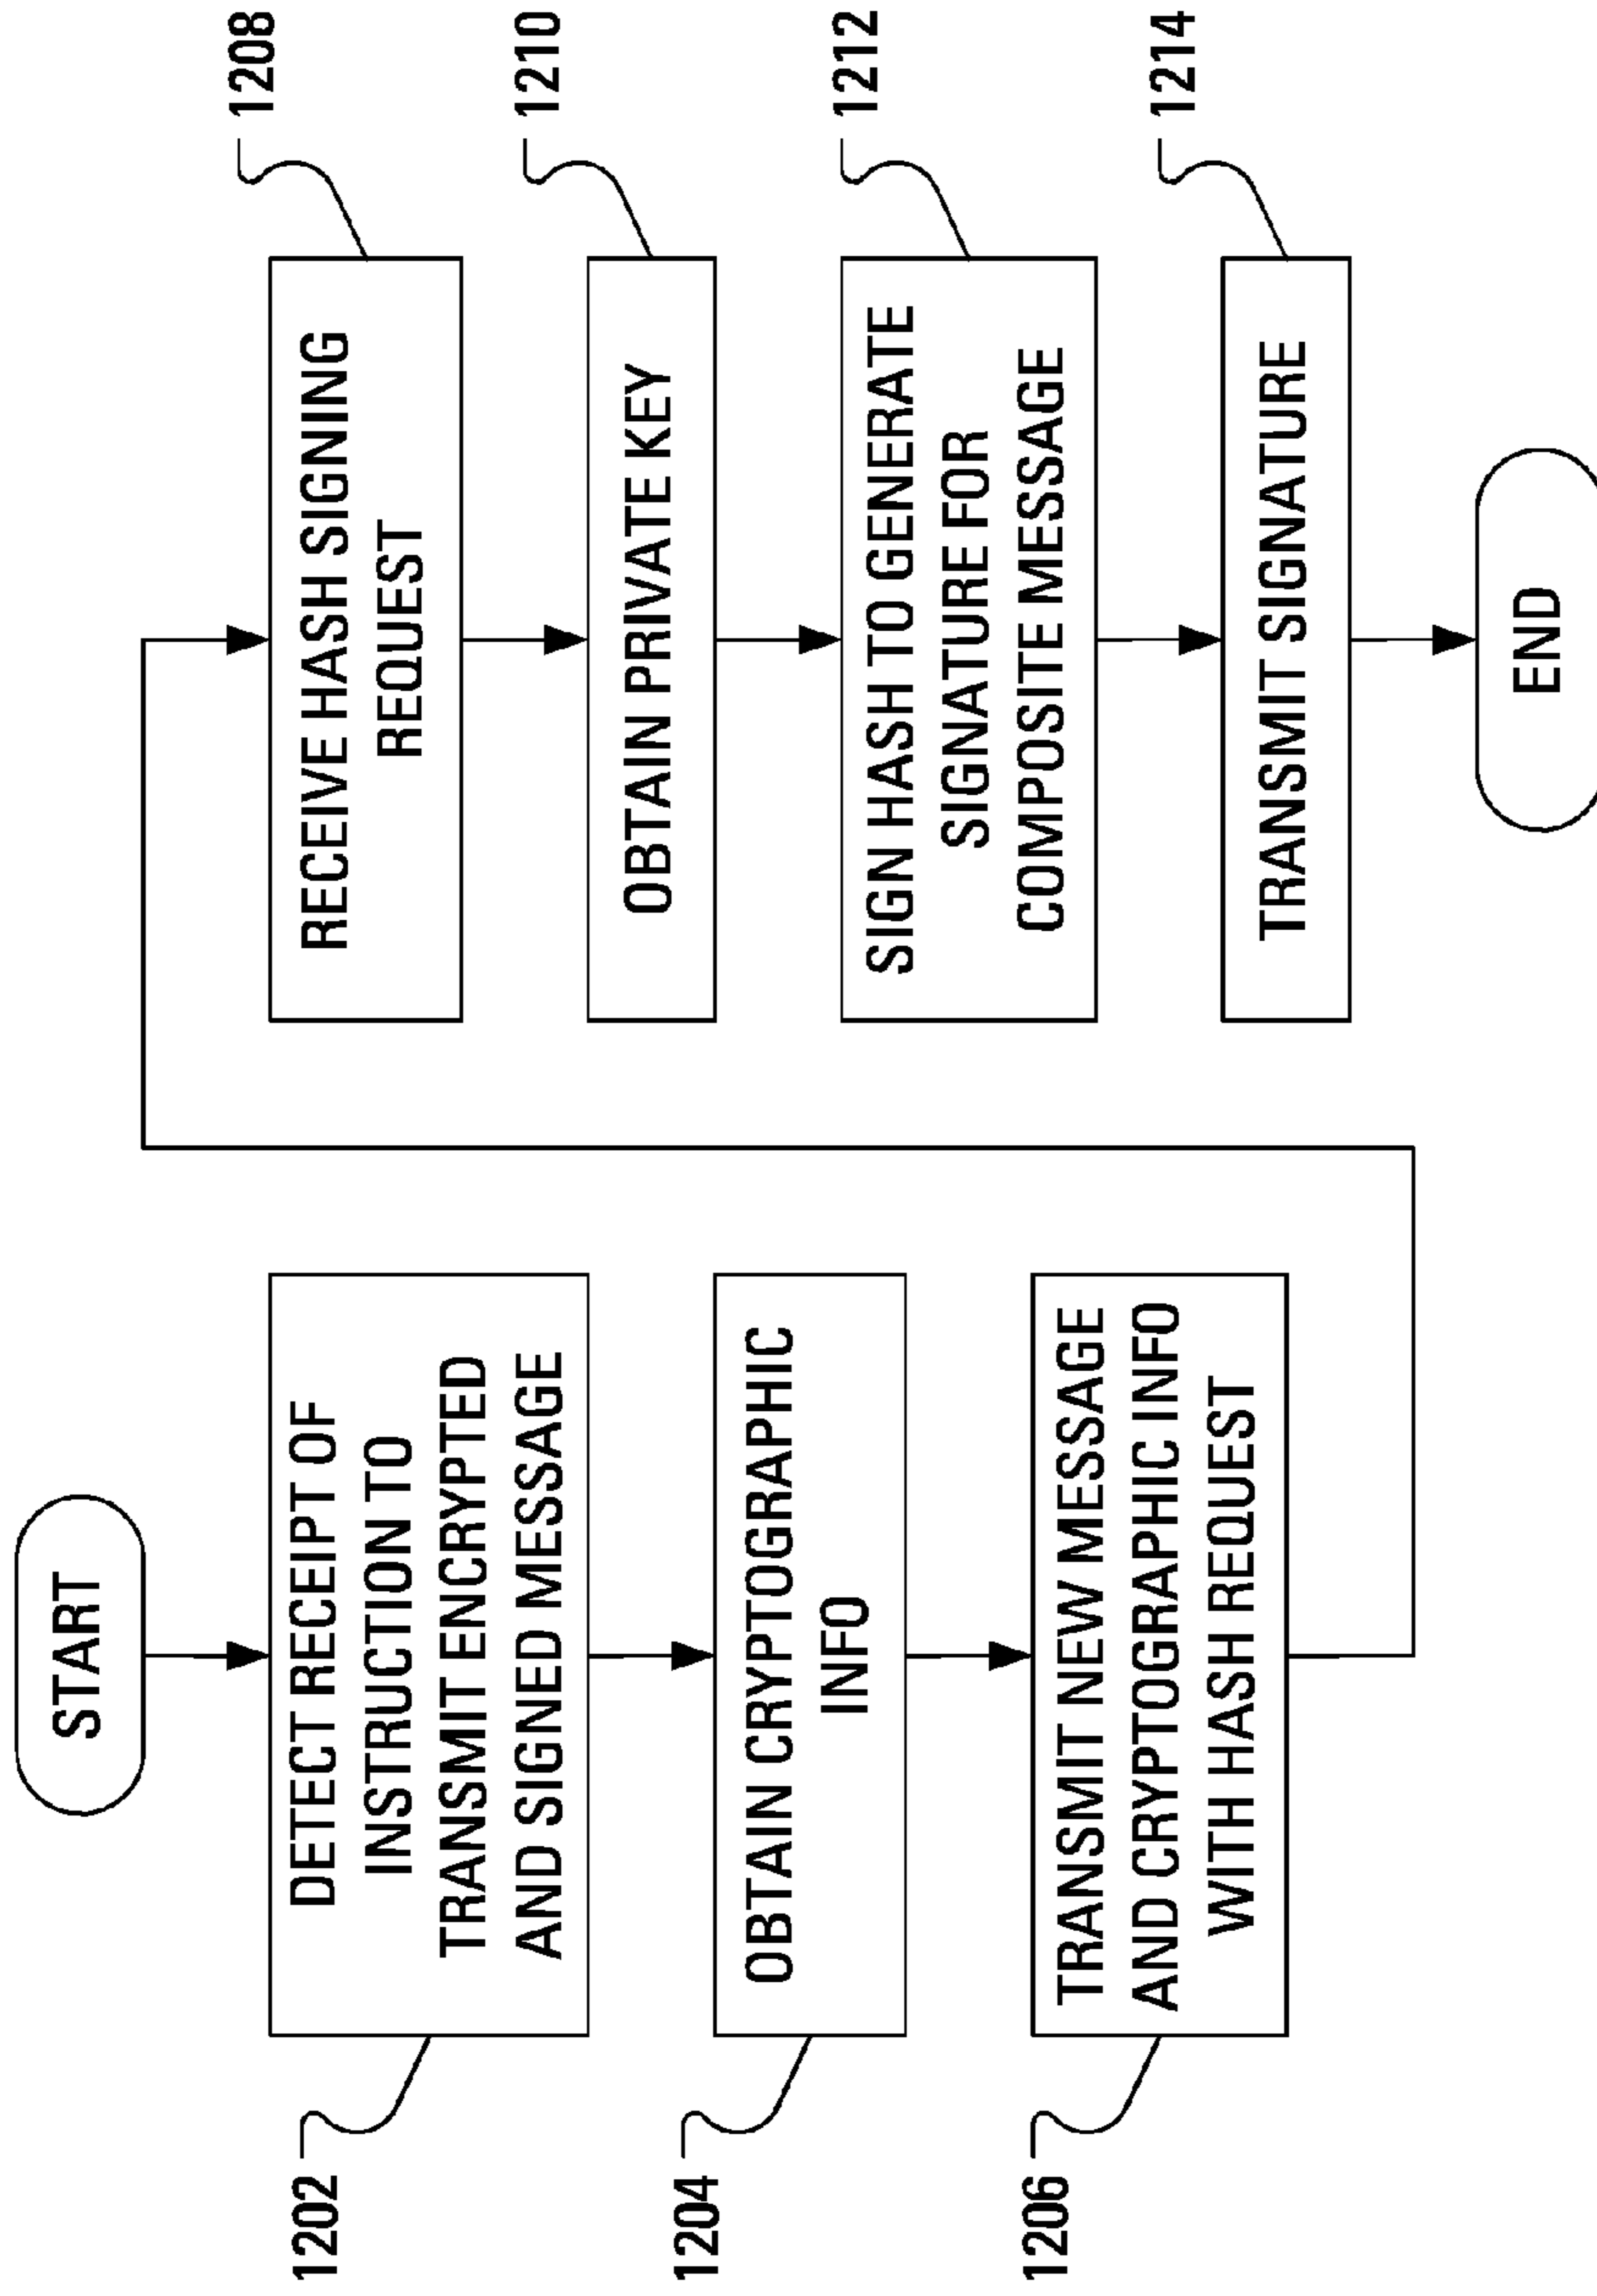 START
1202
DETECT RECEIPT OF
INSTRUCTION TO
TRANSMIT ENCRYPTED
AND SIGNED MESSAGE
1204
OBTAIN CRYPTOGRAPHIC
INFO
1206
TRANSMIT NEW MESSAGE
AND CRYPTOGRAPHIC INFO
WITH HASH REQUEST
RECEIVE HASH SIGNING
REQUEST
1208
OBTAIN PRIVATE KEY
1210
SIGN HASH TO GENERATE
SIGNATURE FOR
COMPOSITE MESSAGE
1212
TRANSMIT SIGNATURE
1214
END